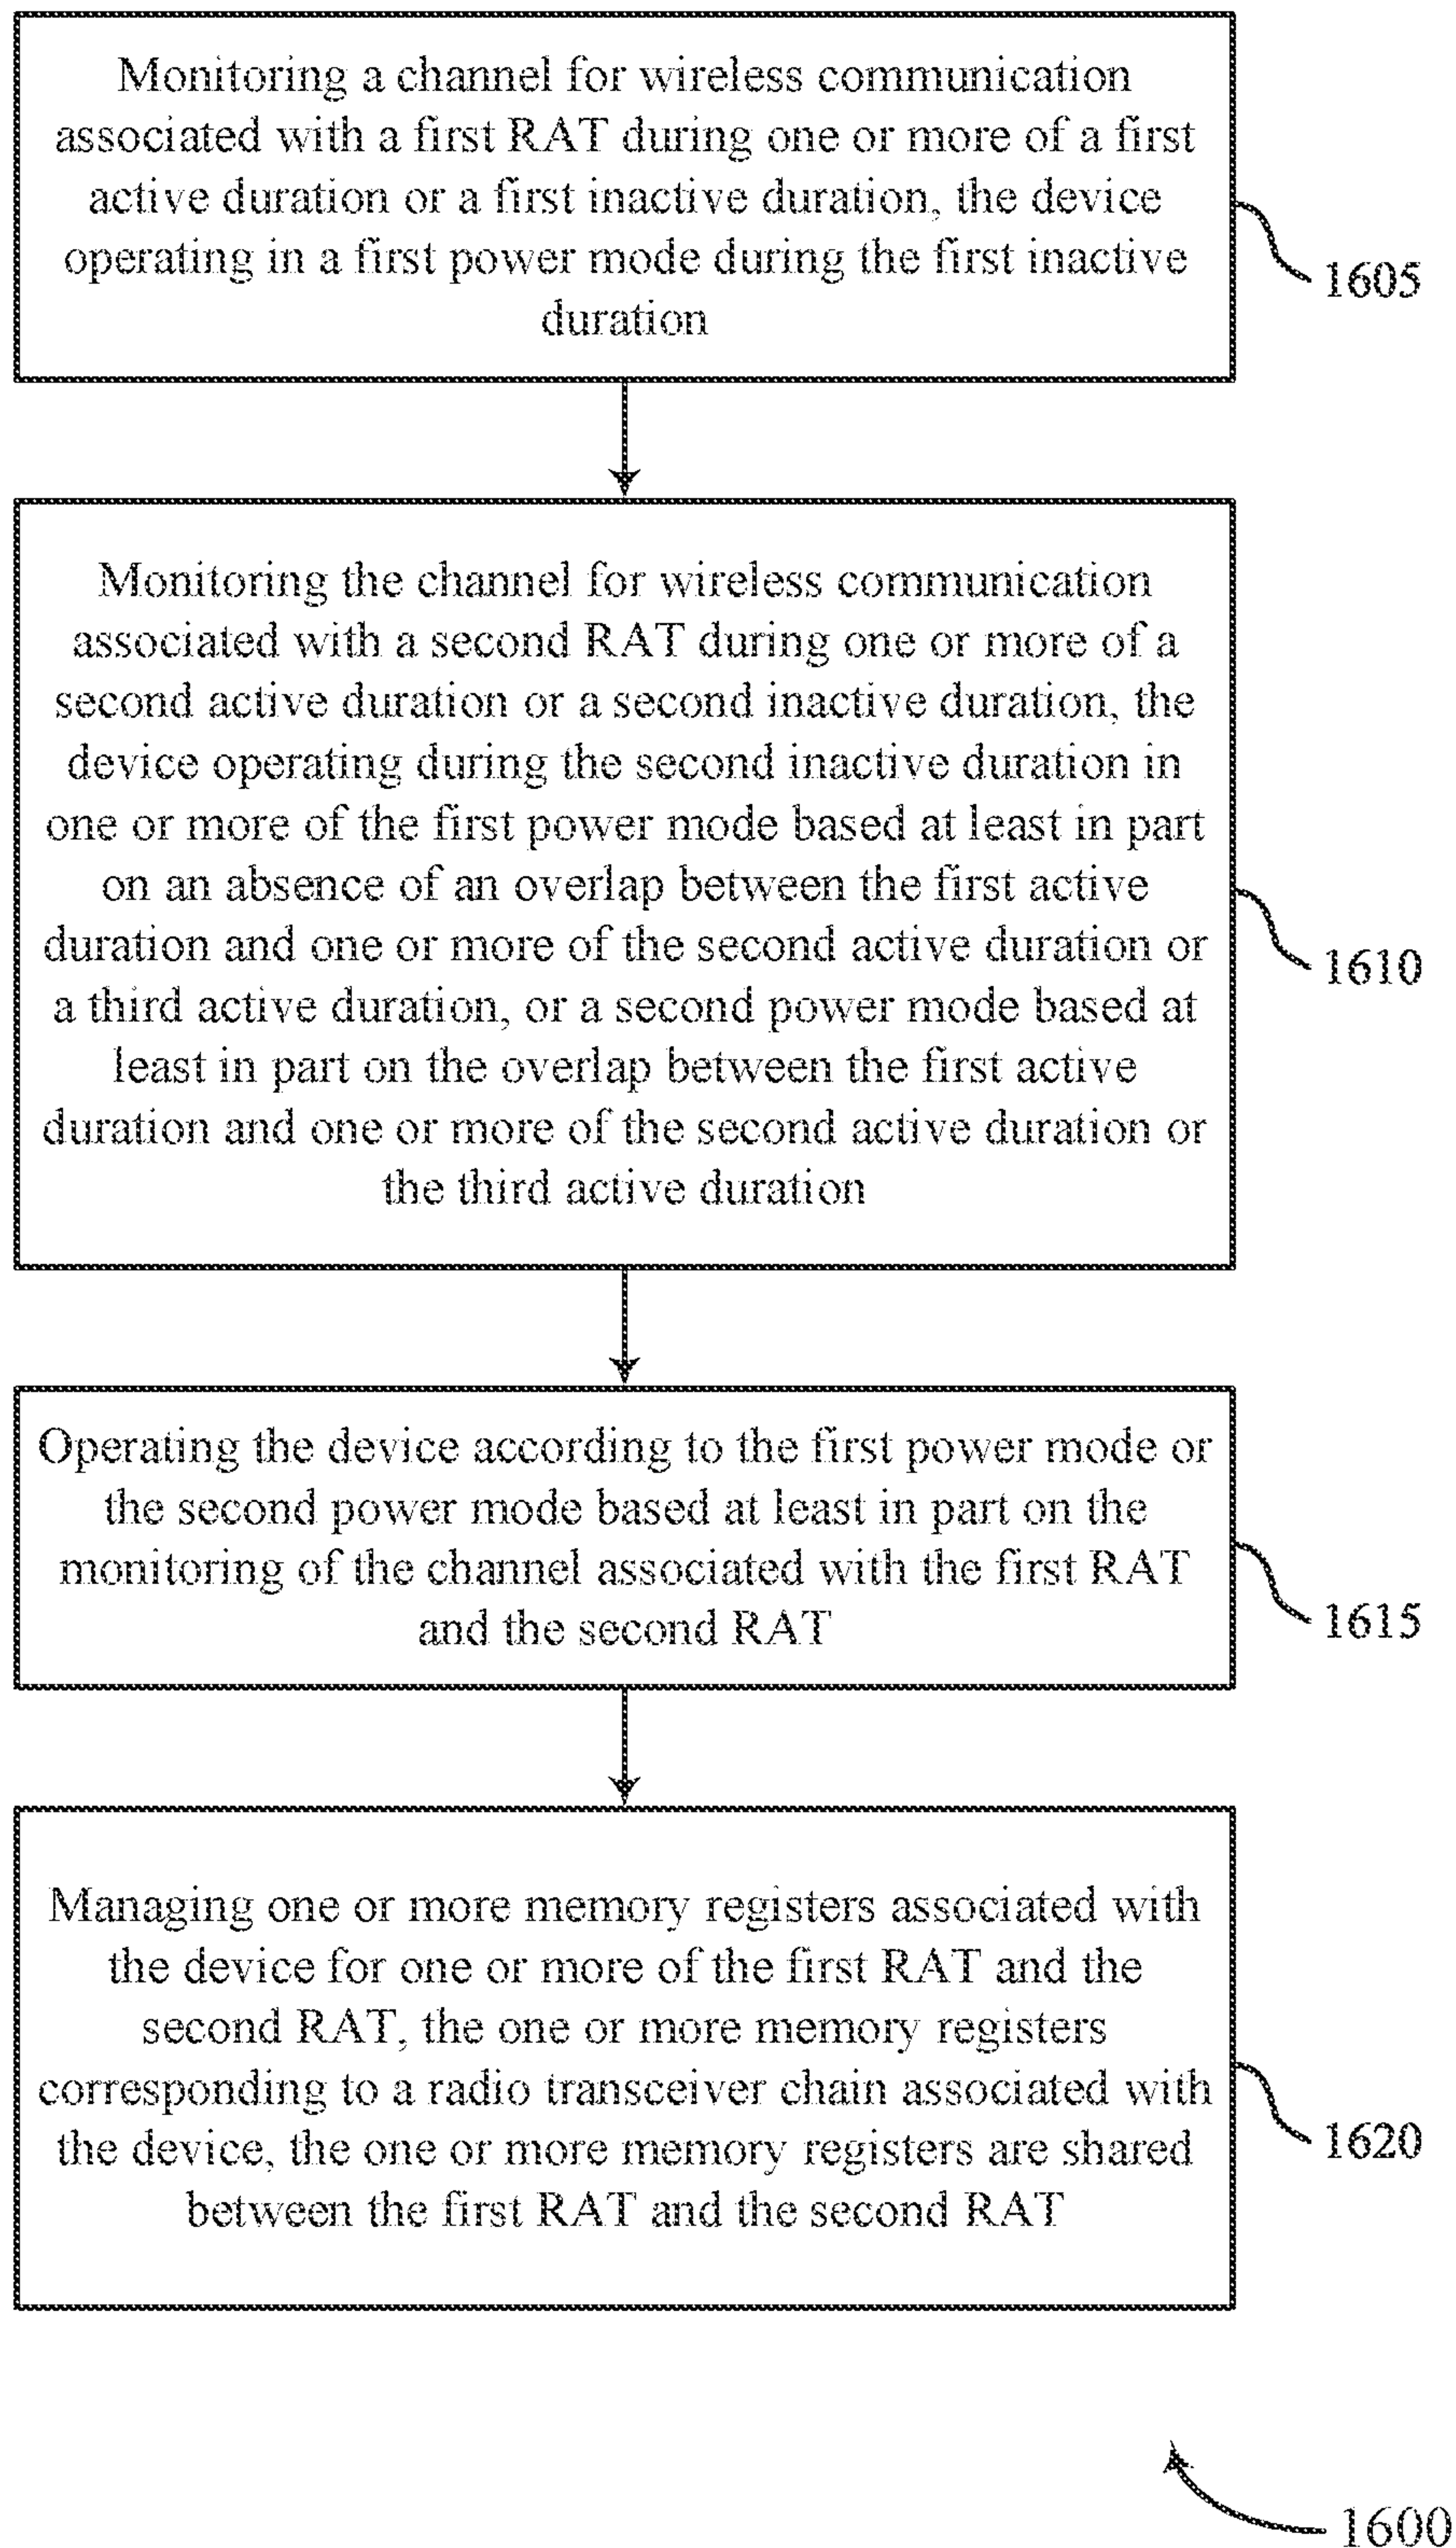 Monitoring a channel for wireless communication
associated with a first RAT during one or more of a first
active duration or a first inactive duration, the device
operating in a first power mode during the first inactive
duration
1605
Monitoring the channel for wireless communication
associated with a second RAT during one or more of a
second active duration or a second inactive duration, the
device operating during the second inactive duration in
one or more of the first power mode based at least in part
on an absence of an overlap between the first active
duration and one or more of the second active duration or
a third active duration, or a second power mode based at
least in part on the overlap between the first active
duration and one or more of the second active duration or
the third active duration
1610
Operating the device according to the first power mode or
the second power mode based at least in part on the
monitoring of the channel associated with the first RAT
and the second RAT
1615
Managing one or more memory registers associated with
the device for one or more of the first RAT and the
second RAT, the one or more memory registers
corresponding to a radio transceiver chain associated with
the device, the one or more memory registers are shared
between the first RAT and the second RAT
1620
1600